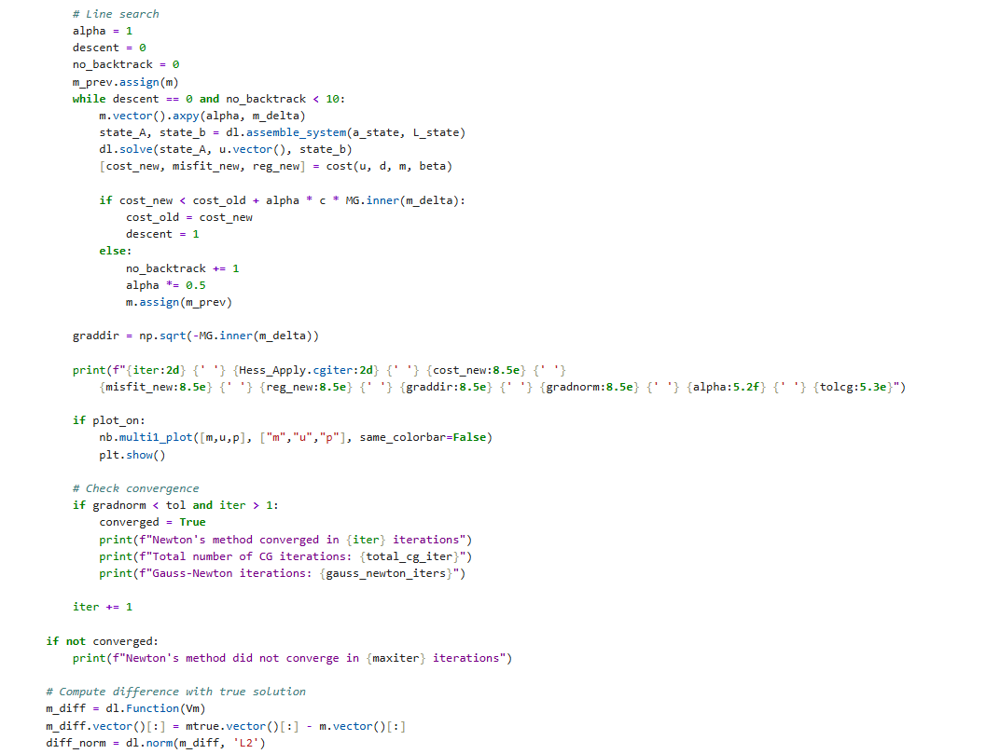 # Line search
alpha = 1
descent = 0
no_backtrack = 0
m_prev.assign(m)
while descent == 0 and no_backtrack < 10:
    m.vector().axpy(alpha, m_delta)
    state_A, state_b = dl.assemble_system(a_state, L_state)
    dl.solve(state_A, u.vector(), state_b)
    [cost_new, misfit_new, reg_new] = cost(u, d, m, beta)

    if cost_new < cost_old + alpha * c * MG.inner(m_delta):
        cost_old = cost_new
        descent = 1
    else:
        no_backtrack += 1
        alpha *= 0.5
        m.assign(m_prev)

graddir = np.sqrt(-MG.inner(m_delta))

print(f"{iter:2d} {' '} {Hess_Apply.cgiter:2d} {' '} {cost_new:8.5e} {' '}
    {misfit_new:8.5e} {' '} {reg_new:8.5e} {' '} {graddir:8.5e} {' '} {gradnorm:8.5e} {' '} {alpha:5.2f} {' '} {tolcg:5.3e}")

if plot_on:
    nb.multi1_plot([m,u,p], ["m","u","p"], same_colorbar=False)
    plt.show()

# Check convergence
if gradnorm < tol and iter > 1:
    converged = True
    print(f"Newton's method converged in {iter} iterations")
    print(f"Total number of CG iterations: {total_cg_iter}")
    print(f"Gauss-Newton iterations: {gauss_newton_iters}")

iter += 1

if not converged:
    print(f"Newton's method did not converge in {maxiter} iterations")

# Compute difference with true solution
m_diff = dl.Function(Vm)
m_diff.vector()[:] = mtrue.vector()[:] - m.vector()[:]
diff_norm = dl.norm(m_diff, 'L2')